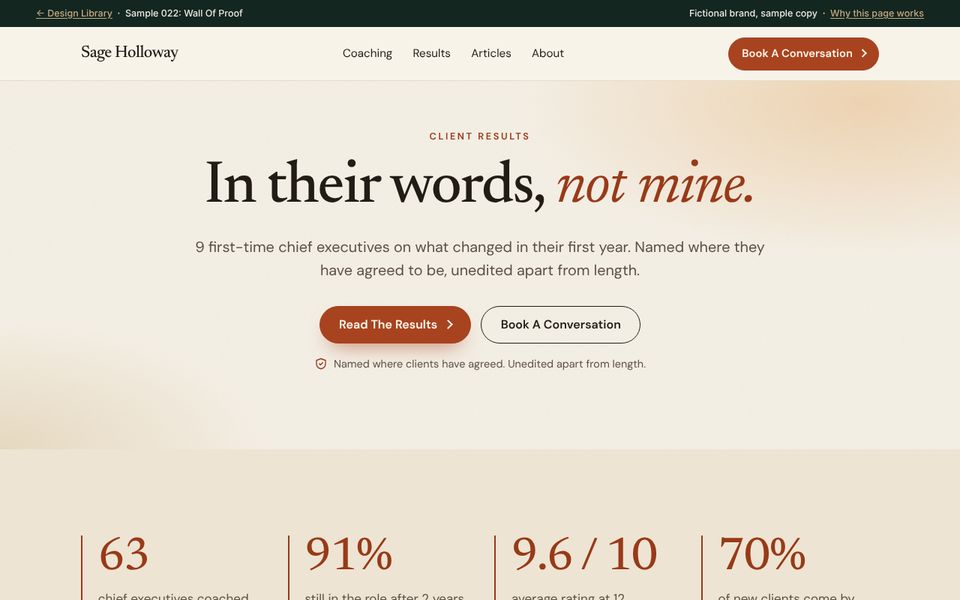 ← Design Library · Sample 022: Wall Of Proof
Fictional brand, sample copy · Why this page works
Sage Holloway
Coaching
Results
Articles
About
Book A Conversation
CLIENT RESULTS
In their words, not mine.
9 first-time chief executives on what changed in their first year. Named where they
have agreed to be, unedited apart from length.
Read The Results
Book A Conversation
Named where clients have agreed. Unedited apart from length.
63
91%
9.6 / 10
70%
chief executives coached
still in the role after 2 years
average rating at 12
of new clients come by